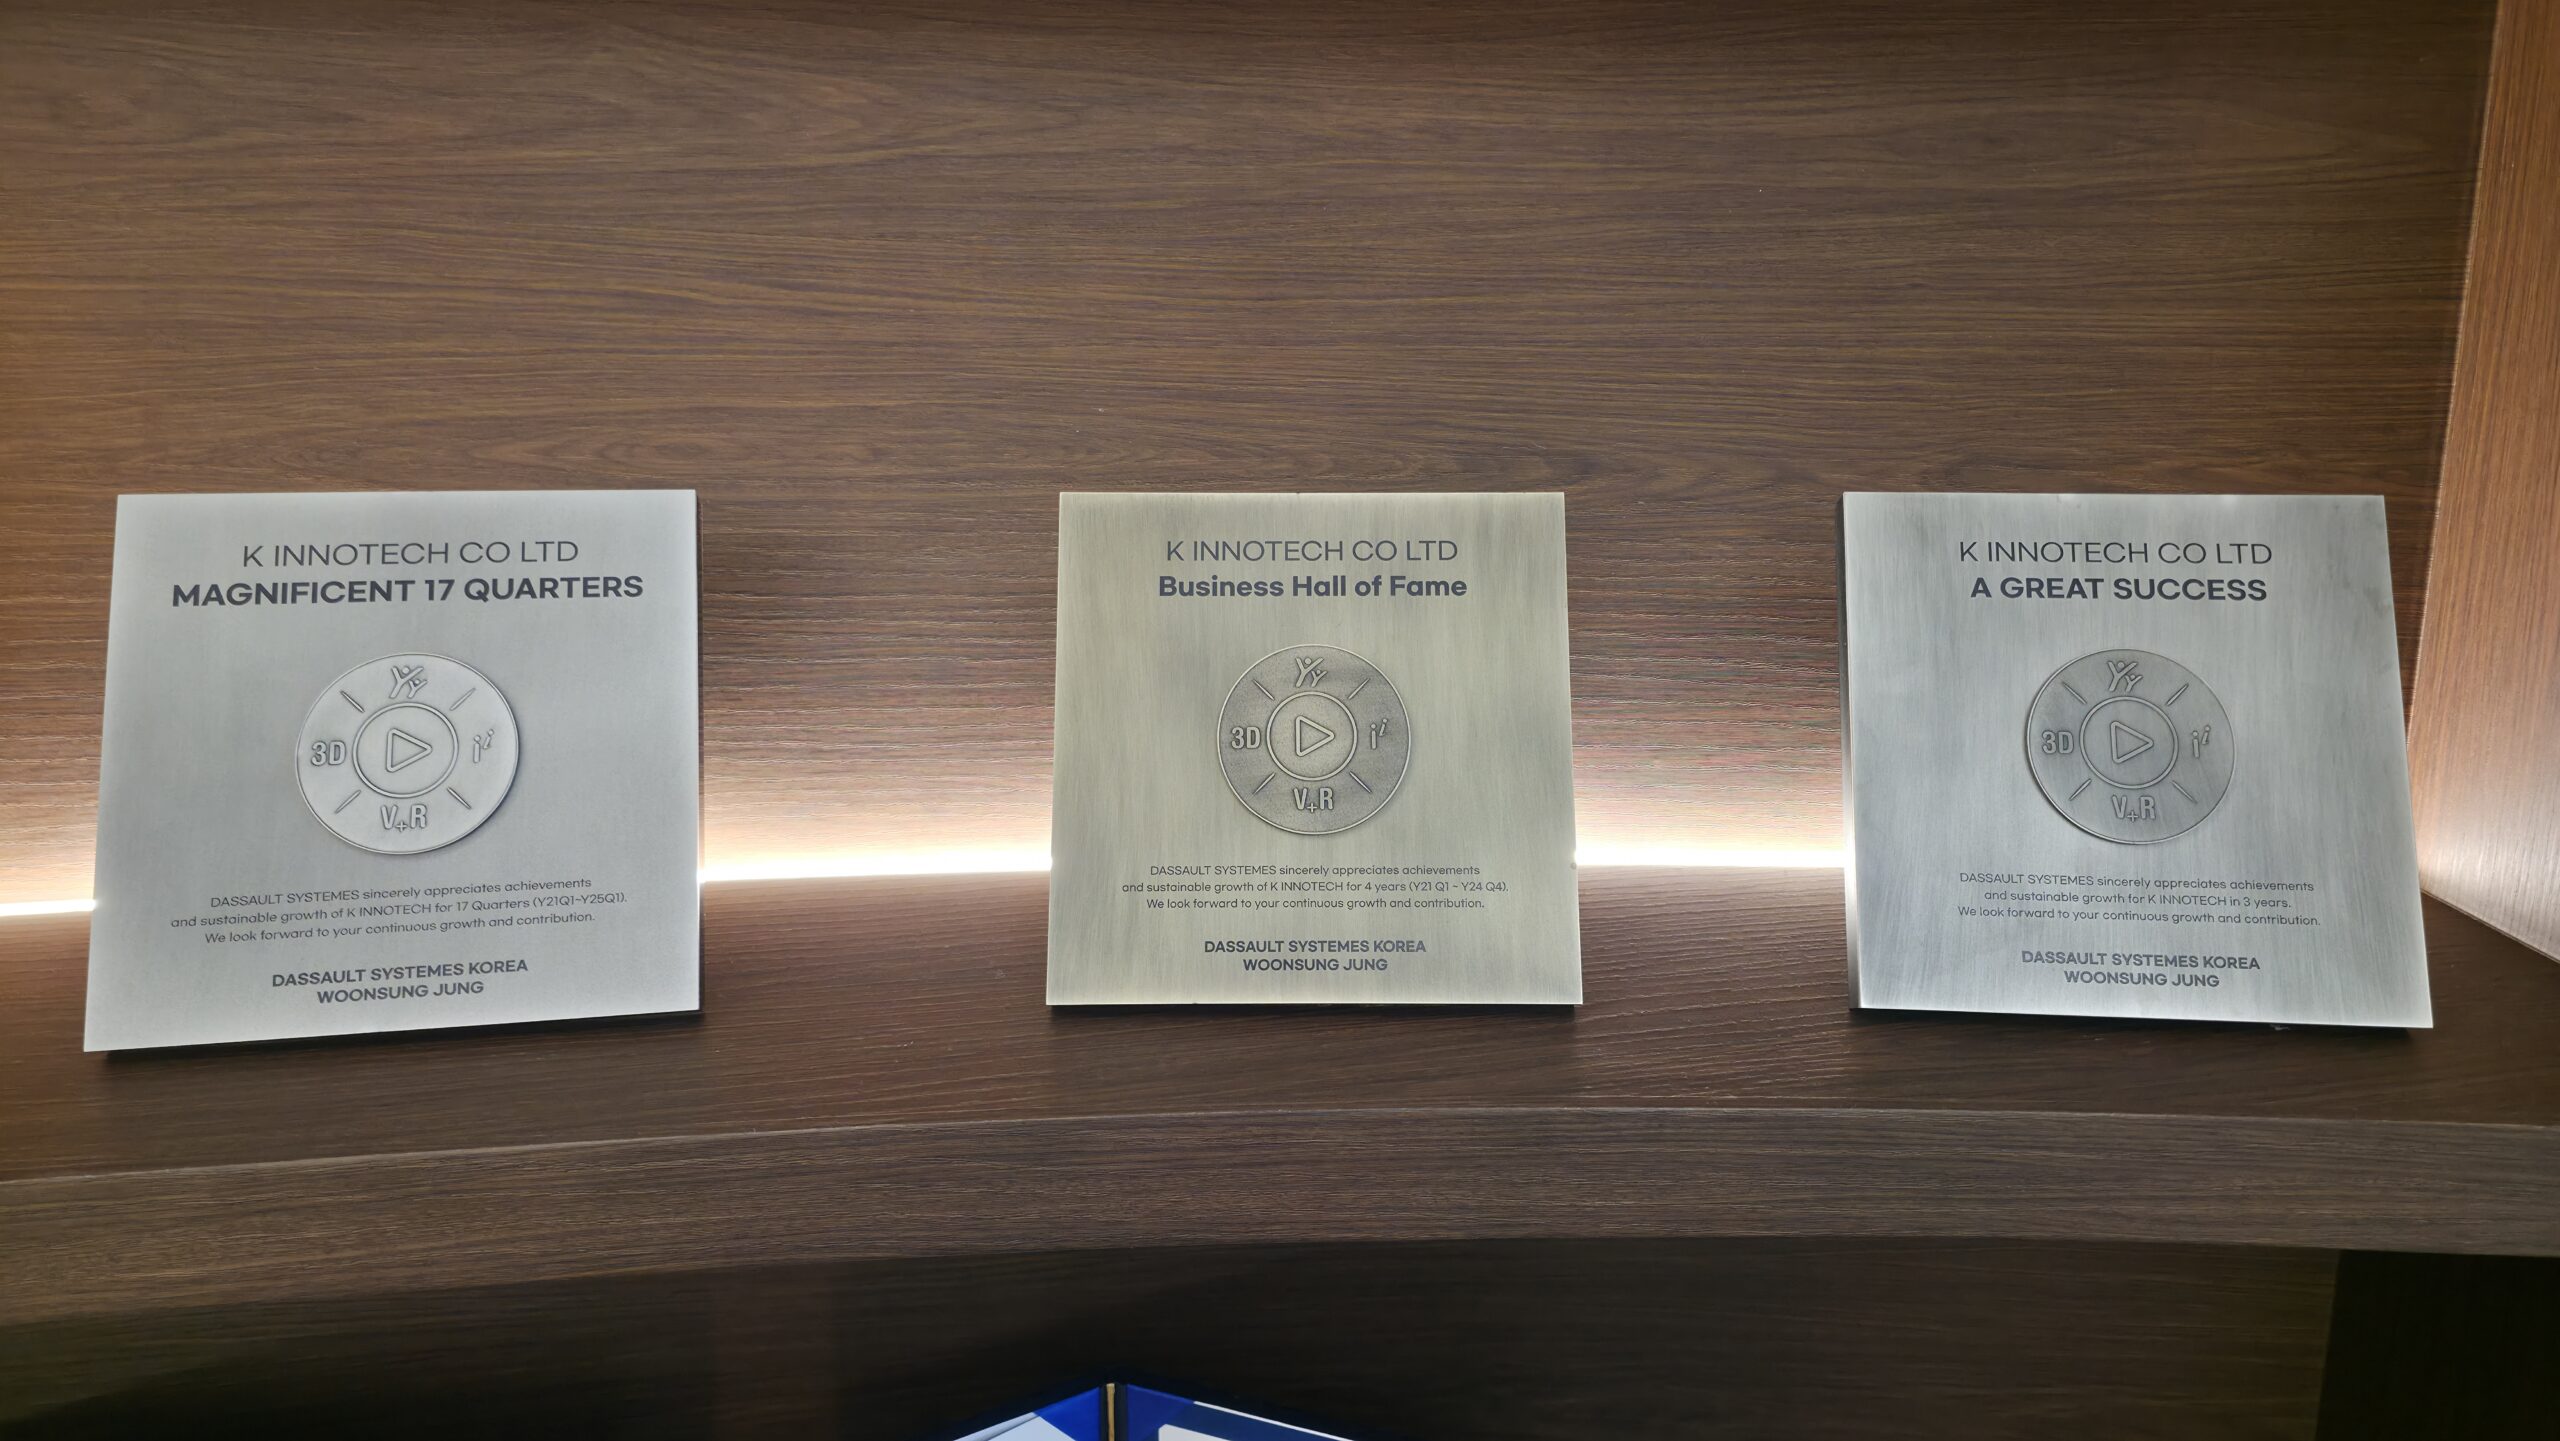 K INNOTECH CO LTD
MAGNIFICENT 17 QUARTERS
3D
V+R
DASSAULT SYSTEMES sincerely appreciates achievements
and sustainable growth of K INNOTECH for 17 Quarters (Y21Q1~Y25Q1).
We look forward to your continuous growth and contribution.
DASSAULT SYSTEMES KOREA
WOONSUNG JUNG
K INNOTECH CO LTD
Business Hall of Fame
3D
V+R
DASSAULT SYSTEMES sincerely appreciates achievements
and sustainable growth of K INNOTECH for 4 years (Y21 Q1 ~ Y24 Q4).
We look forward to your continuous growth and contribution.
DASSAULT SYSTEMES KOREA
WOONSUNG JUNG
K INNOTECH CO LTD
A GREAT SUCCESS
3D
V+R
DASSAULT SYSTEMES sincerely appreciates achievements
and sustainable growth for K INNOTECH in 3 years.
We look forward to your continuous growth and contribution.
DASSAULT SYSTEMES KOREA
WOONSUNG JUNG